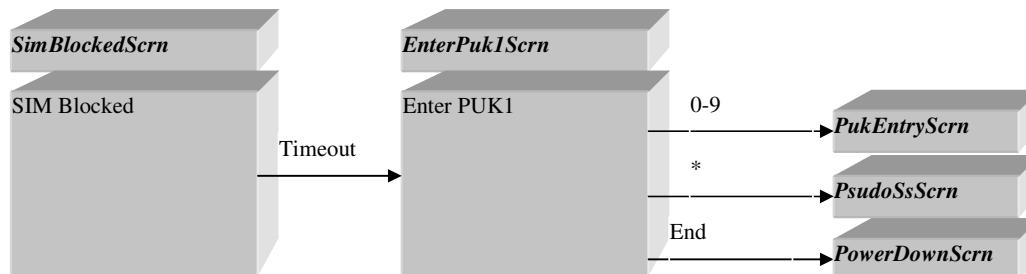 SimBlockedScrn
EnterPuk1Scrn
SIM Blocked
Enter PUK1
0-9
PukEntryScrn
Timeout
*
PsudoSsScrn
End
PowerDownScrn